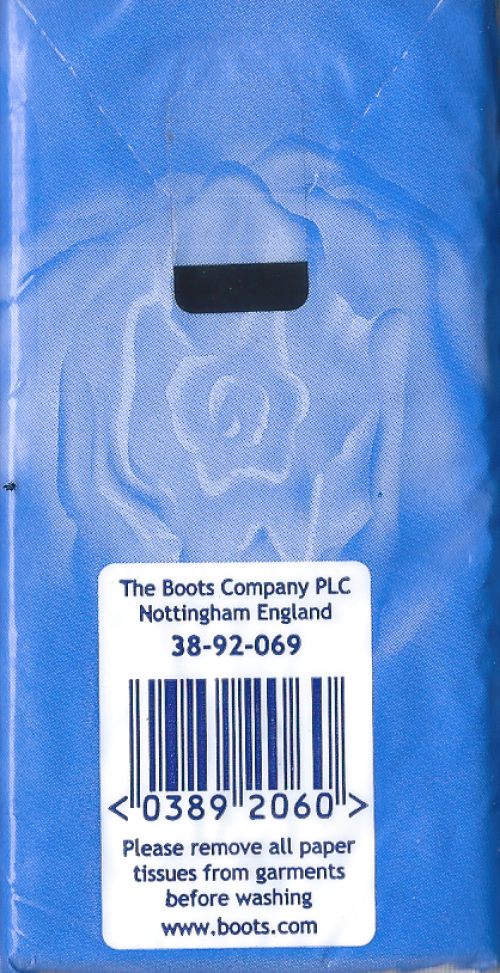 The Boots Company PLC
Nottingham England
38-92-069
<0389 2060>
Please remove all paper
tissues from garments
before washing
www.boots.com